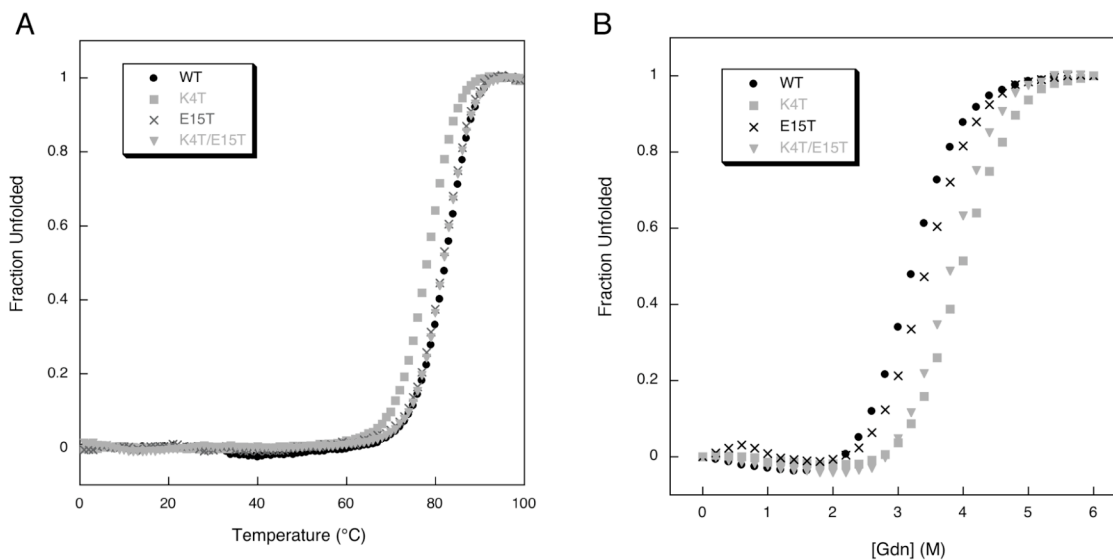 A
WT
K4T
E15T
K4T/E15T
1
0.8
0.6
0.4
0.2
0
Fraction Unfolded
0 20 40 60 80 100
Temperature (°C)
B
WT
K4T
E15T
K4T/E15T
1
0.8
0.6
0.4
0.2
0
Fraction Unfolded
0 1 2 3 4 5 6
[Gdn] (M)